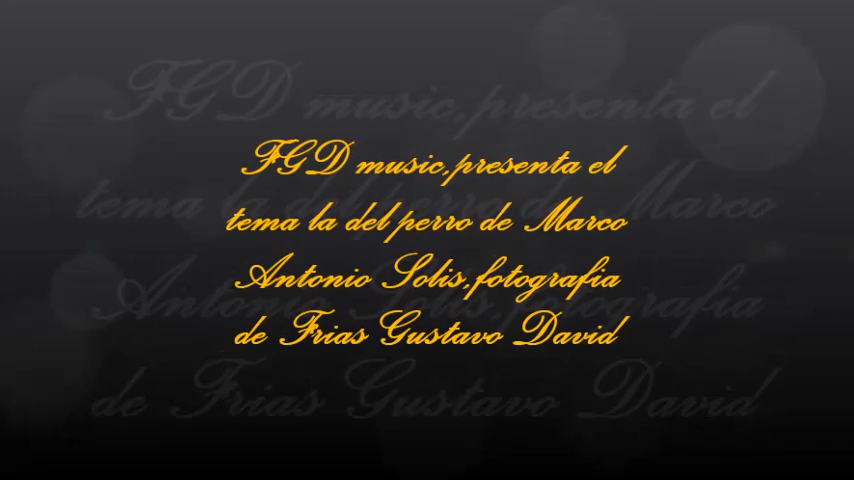 FGD music,presenta el
tema la del perro de Marco
Antonio Solis,fotografia
de Frias Gustavo David